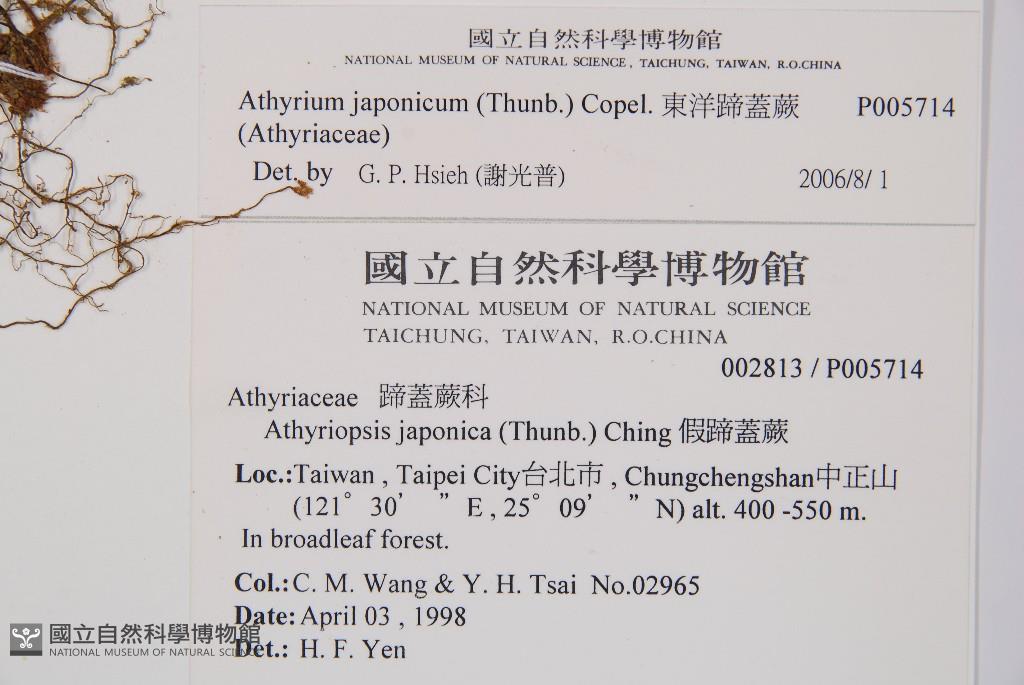 國立自然科學博物館
NATIONAL MUSEUM OF NATURAL SCIENCE, TAICHUNG, TAIWAN, R.O.CHINA
Athyrium japonicum (Thunb.) Copel. 東洋蹄蓋蕨 P005714
(Athyriaceae)
Det. by G. P. Hsieh (謝光普) 2006/8/ 1
國立自然科學博物館
NATIONAL MUSEUM OF NATURAL SCIENCE
TAICHUNG, TAIWAN, R.O.CHINA
002813 / P005714
Athyriaceae 蹄蓋蕨科
Athyriopsis japonica (Thunb.) Ching 假蹄蓋蕨
Loc.:Taiwan , Taipei City台北市 , Chungchengshan中正山
(121° 30’ ” E , 25° 09’ ” N) alt. 400 -550 m.
In broadleaf forest.
Col.:C. M. Wang & Y. H. Tsai No.02965
Date: April 03 , 1998
Det.: H. F. Yen
國立自然科學博物館
NATIONAL MUSEUM OF NATURAL SCIENCE